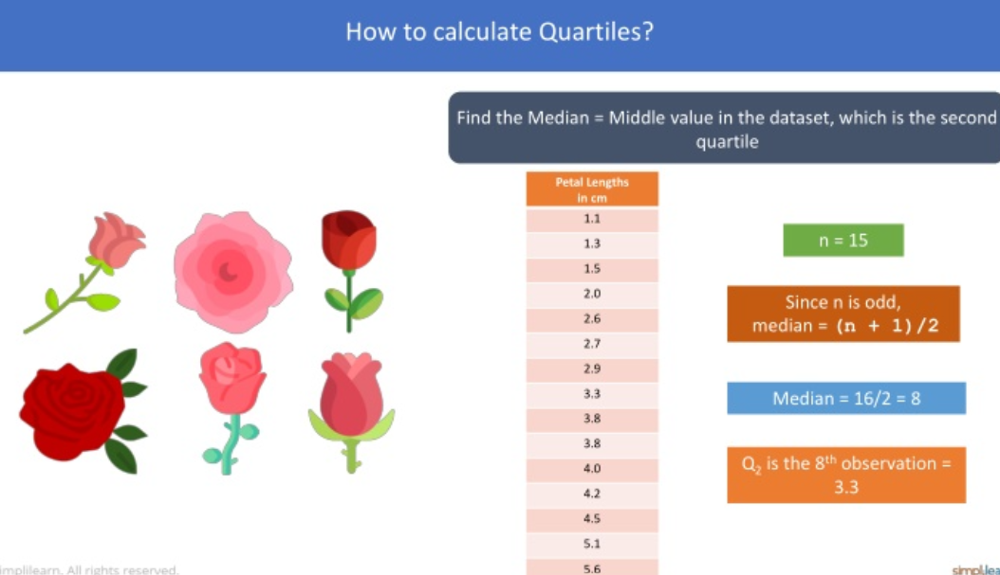 How to calculate Quartiles?
Find the Median = Middle value in the dataset, which is the second
quartile
Petal Lengths
in cm
1.1
1.3
1.5
2.0
2.6
2.7
2.9
3.3
3.8
3.8
4.0
4.2
4.5
5.1
5.6
n = 15
Since n is odd,
median = (n + 1)/2
Median = 16/2 = 8
Q₂ is the 8ᵗʰ observation =
3.3
implilearn. All rights reserved.
simplilea